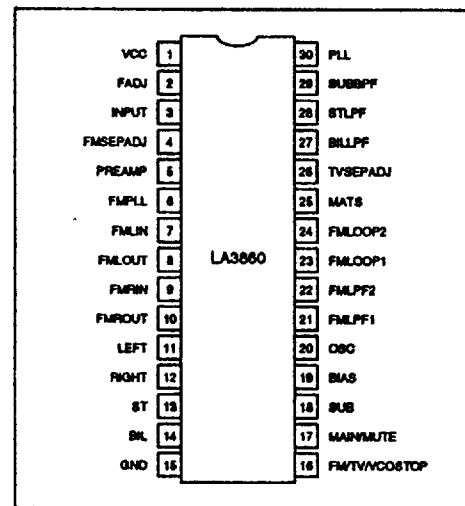 VCC 1 30 PLL
FADJ 2 29 SUBBPF
INPUT 3 28 STLPF
FMSEPADJ 4 27 BILLPF
PREAMP 5 26 TVSEPADJ
FMPLL 6 25 MATS
FMLIN 7 24 FMLOOP2
FMLOUT 8 LA3860 23 FMLOOP1
FMRIN 9 22 FMLPF2
FMROUT 10 21 FMLPF1
LEFT 11 20 OSC
RIGHT 12 19 BIAS
ST 13 18 SUB
BIL 14 17 MAIN/MUTE
GND 15 16 FM/TV/VCOSTOP